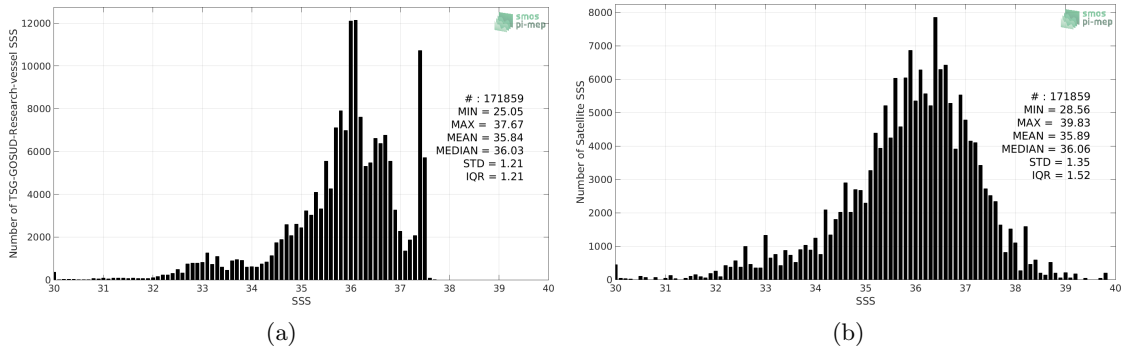 12000
10000
8000
6000
4000
2000
0
Number of TSG-GOSUD-Research-vessel SSS
30 31 32 33 34 35 36 37 38 39 40
SSS
smos
pi-mep
# : 171859
MIN = 25.05
MAX = 37.67
MEAN = 35.84
MEDIAN = 36.03
STD = 1.21
IQR = 1.21
(a)
8000
7000
6000
5000
4000
3000
2000
1000
0
Number of Satellite SSS
30 31 32 33 34 35 36 37 38 39 40
SSS
smos
pi-mep
# : 171859
MIN = 28.56
MAX = 39.83
MEAN = 35.89
MEDIAN = 36.06
STD = 1.35
IQR = 1.52
(b)